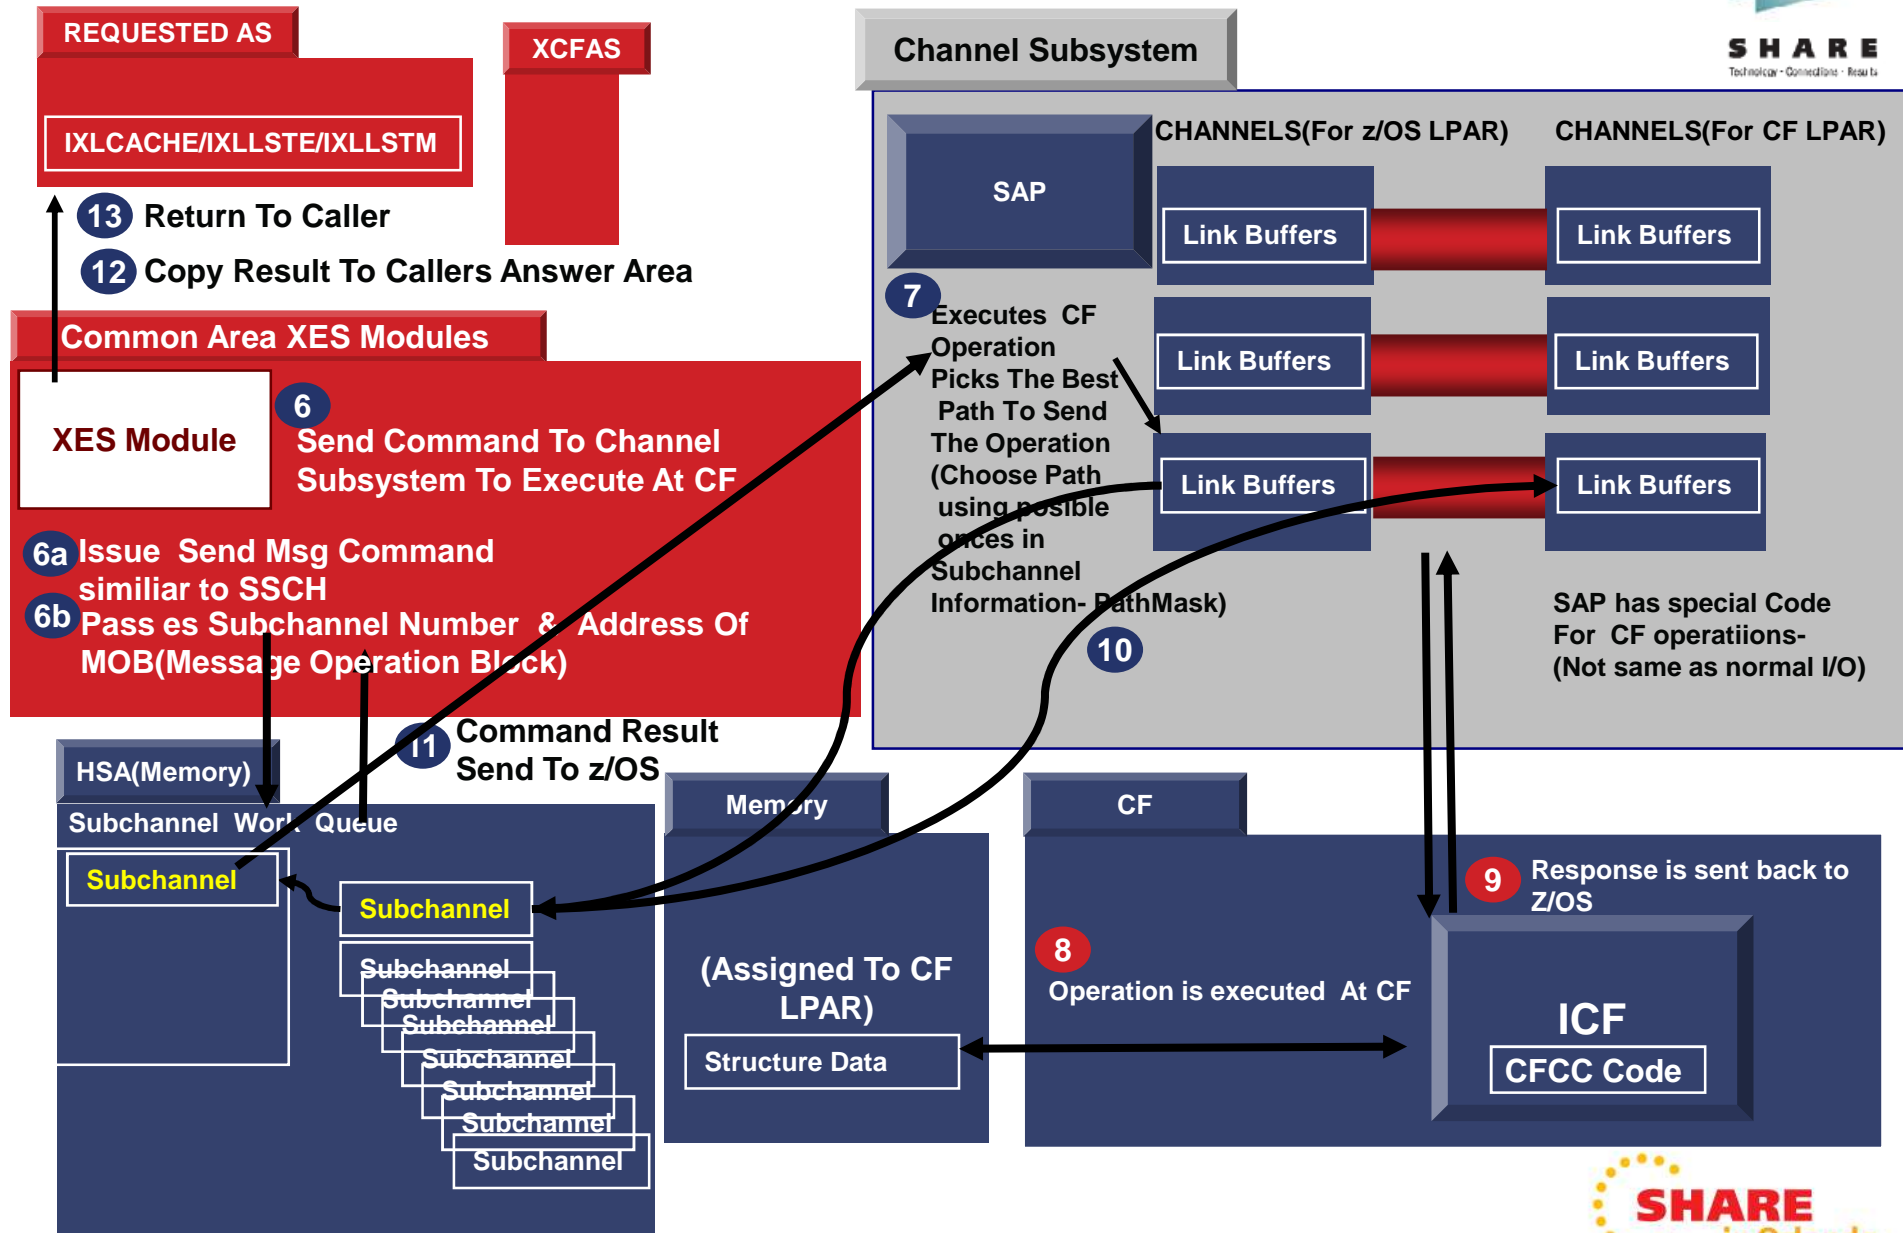 REQUESTED AS
IXLCACHE/IXLLSTE/IXLLSTM
XCFAS
13 Return To Caller
12 Copy Result To Callers Answer Area
Common Area XES Modules
XES Module
6
Send Command To Channel
Subsystem To Execute At CF
6a Issue Send Msg Command
similiar to SSCH
6b Pass es Subchannel Number & Address Of
MOB(Message Operation Block)
11 Command Result
Send To z/OS
HSA(Memory)
Subchannel Work Queue
Subchannel
Subchannel
Subchannel
Subchannel
Subchannel
Subchannel
Subchannel
Subchannel
Subchannel
Memory
(Assigned To CF
LPAR)
Structure Data
Channel Subsystem
SAP
CHANNELS(For z/OS LPAR)
CHANNELS(For CF LPAR)
Link Buffers
Link Buffers
Link Buffers
Link Buffers
Link Buffers
Link Buffers
7
Executes CF
Operation
Picks The Best
Path To Send
The Operation
(Choose Path
using posible
onces in
Subchannel
Information- PathMask)
10
SAP has special Code
For CF operatiions-
(Not same as normal I/O)
CF
8
Operation is executed At CF
9 Response is sent back to
Z/OS
ICF
CFCC Code
SHARE
Technology · Connections · Results
SHARE